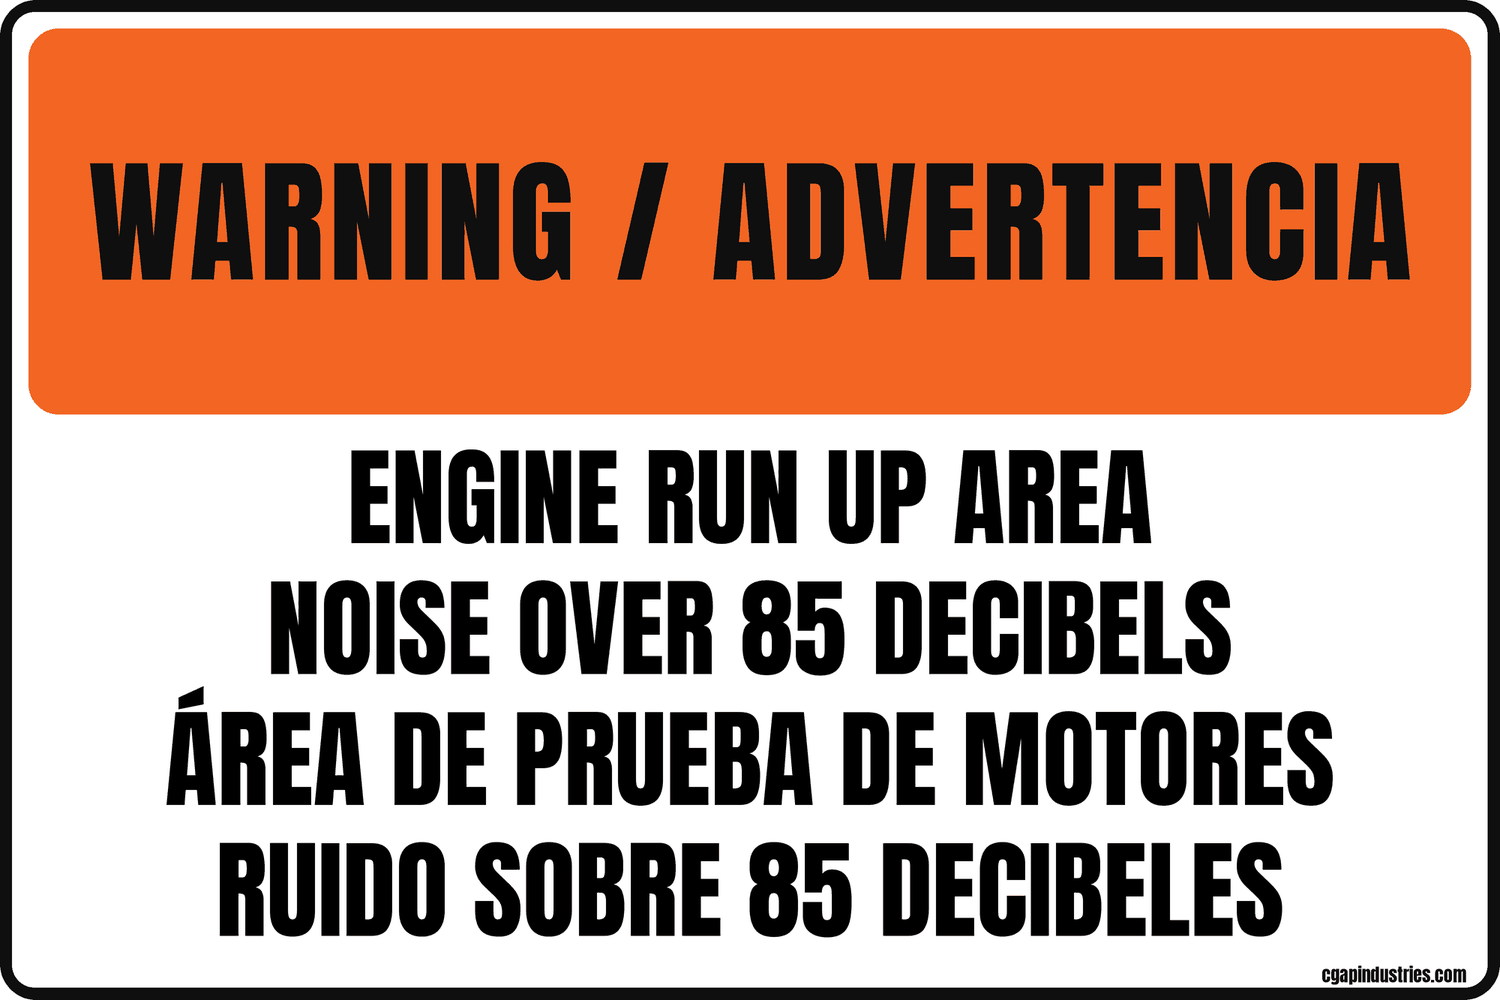 WARNING / ADVERTENCIA
ENGINE RUN UP AREA
NOISE OVER 85 DECIBELS
ÁREA DE PRUEBA DE MOTORES
RUIDO SOBRE 85 DECIBELES
cgapindustries.com